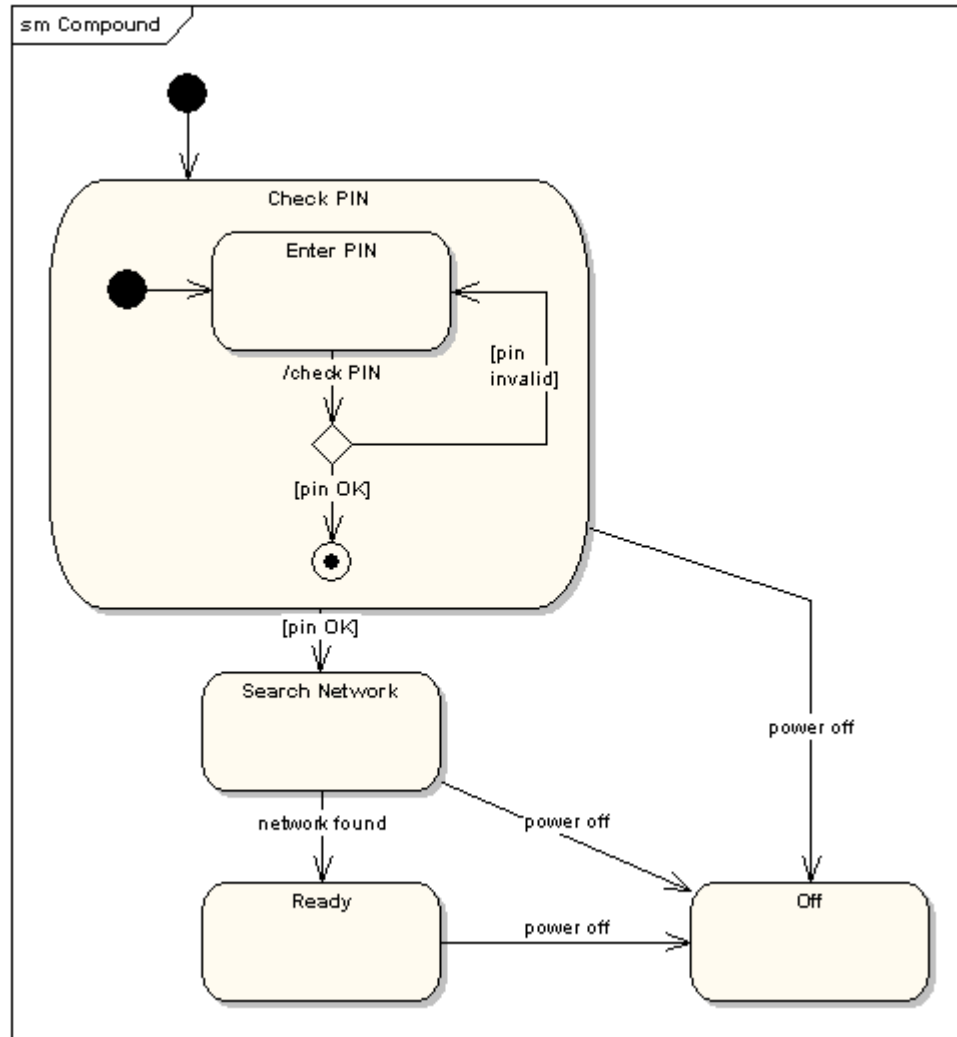 sm Compound
Check PIN
Enter PIN
[pin
invalid]
/check PIN
[pin OK]
[pin OK]
Search Network
power off
network found
power off
Ready
Off
power off